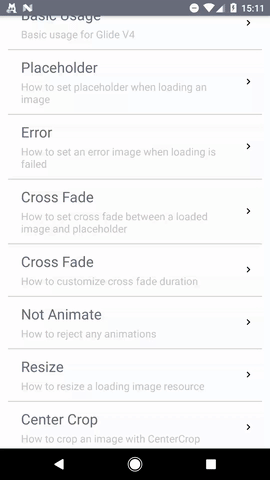 15:11
Basic Usage
Basic usage for Glide V4
Placeholder
How to set placeholder when loading an
image
Error
How to set an error image when loading is
failed
Cross Fade
How to set cross fade between a loaded
image and placeholder
Cross Fade
How to customize cross fade duration
Not Animate
How to reject any animations
Resize
How to resize a loading image resource
Center Crop
How to crop an image with CenterCrop